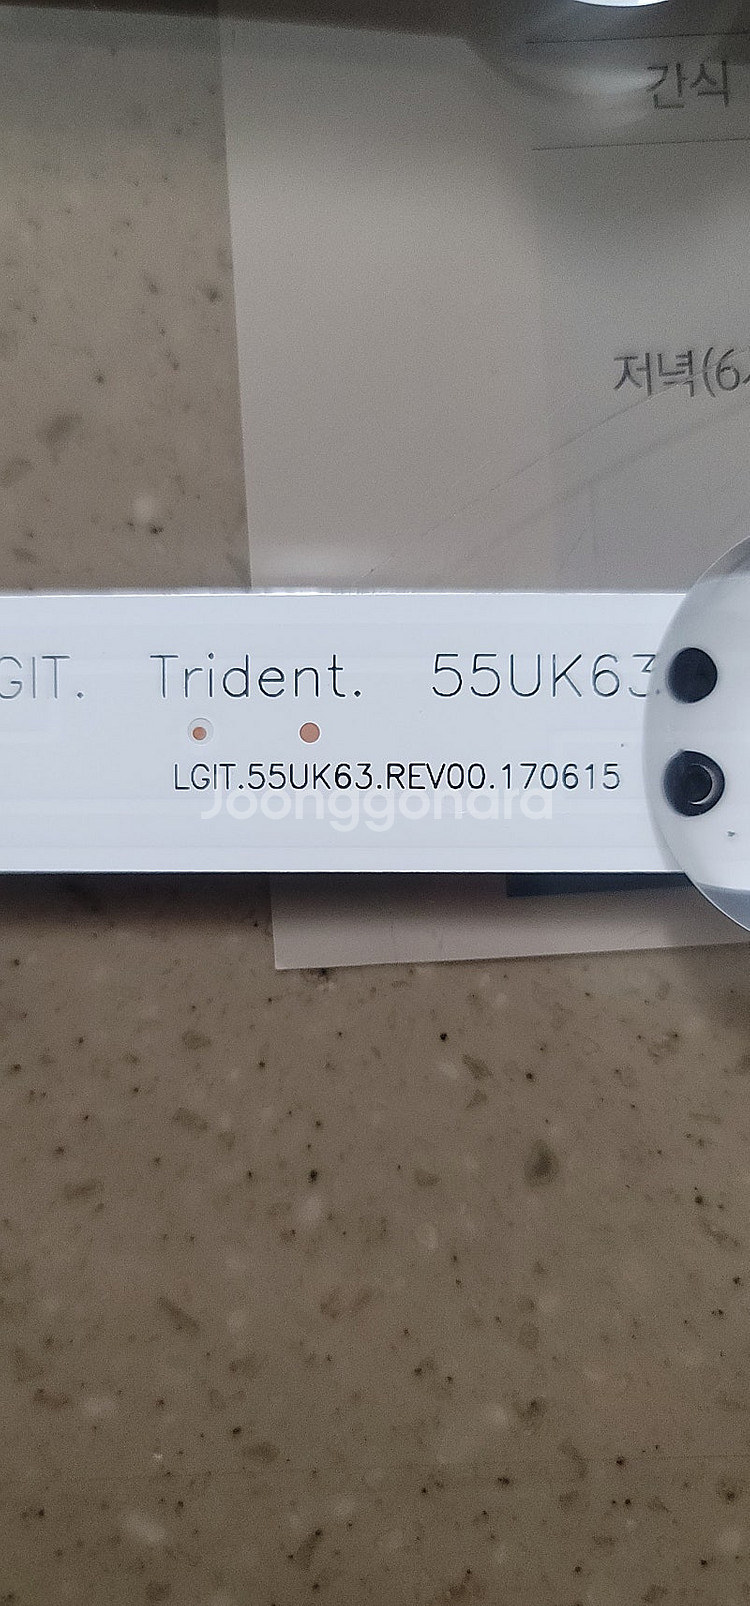 간식
저녁(6
GIT. Trident. 55UK63.
LGIT.55UK63.REV00.170615
Joonggonara